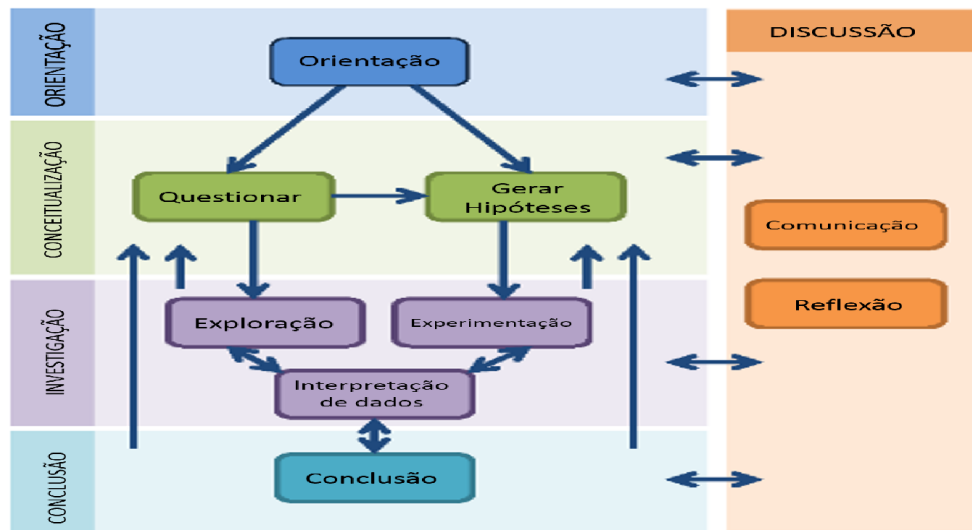 ORIENTAÇÃO
Orientação
DISCUSSÃO
CONCEITUALIZAÇÃO
Questionar
Gerar
Hipóteses
Comunicação
Reflexão
INVESTIGAÇÃO
Exploração
Experimentação
Interpretação
de dados
CONCLUSÃO
Conclusão